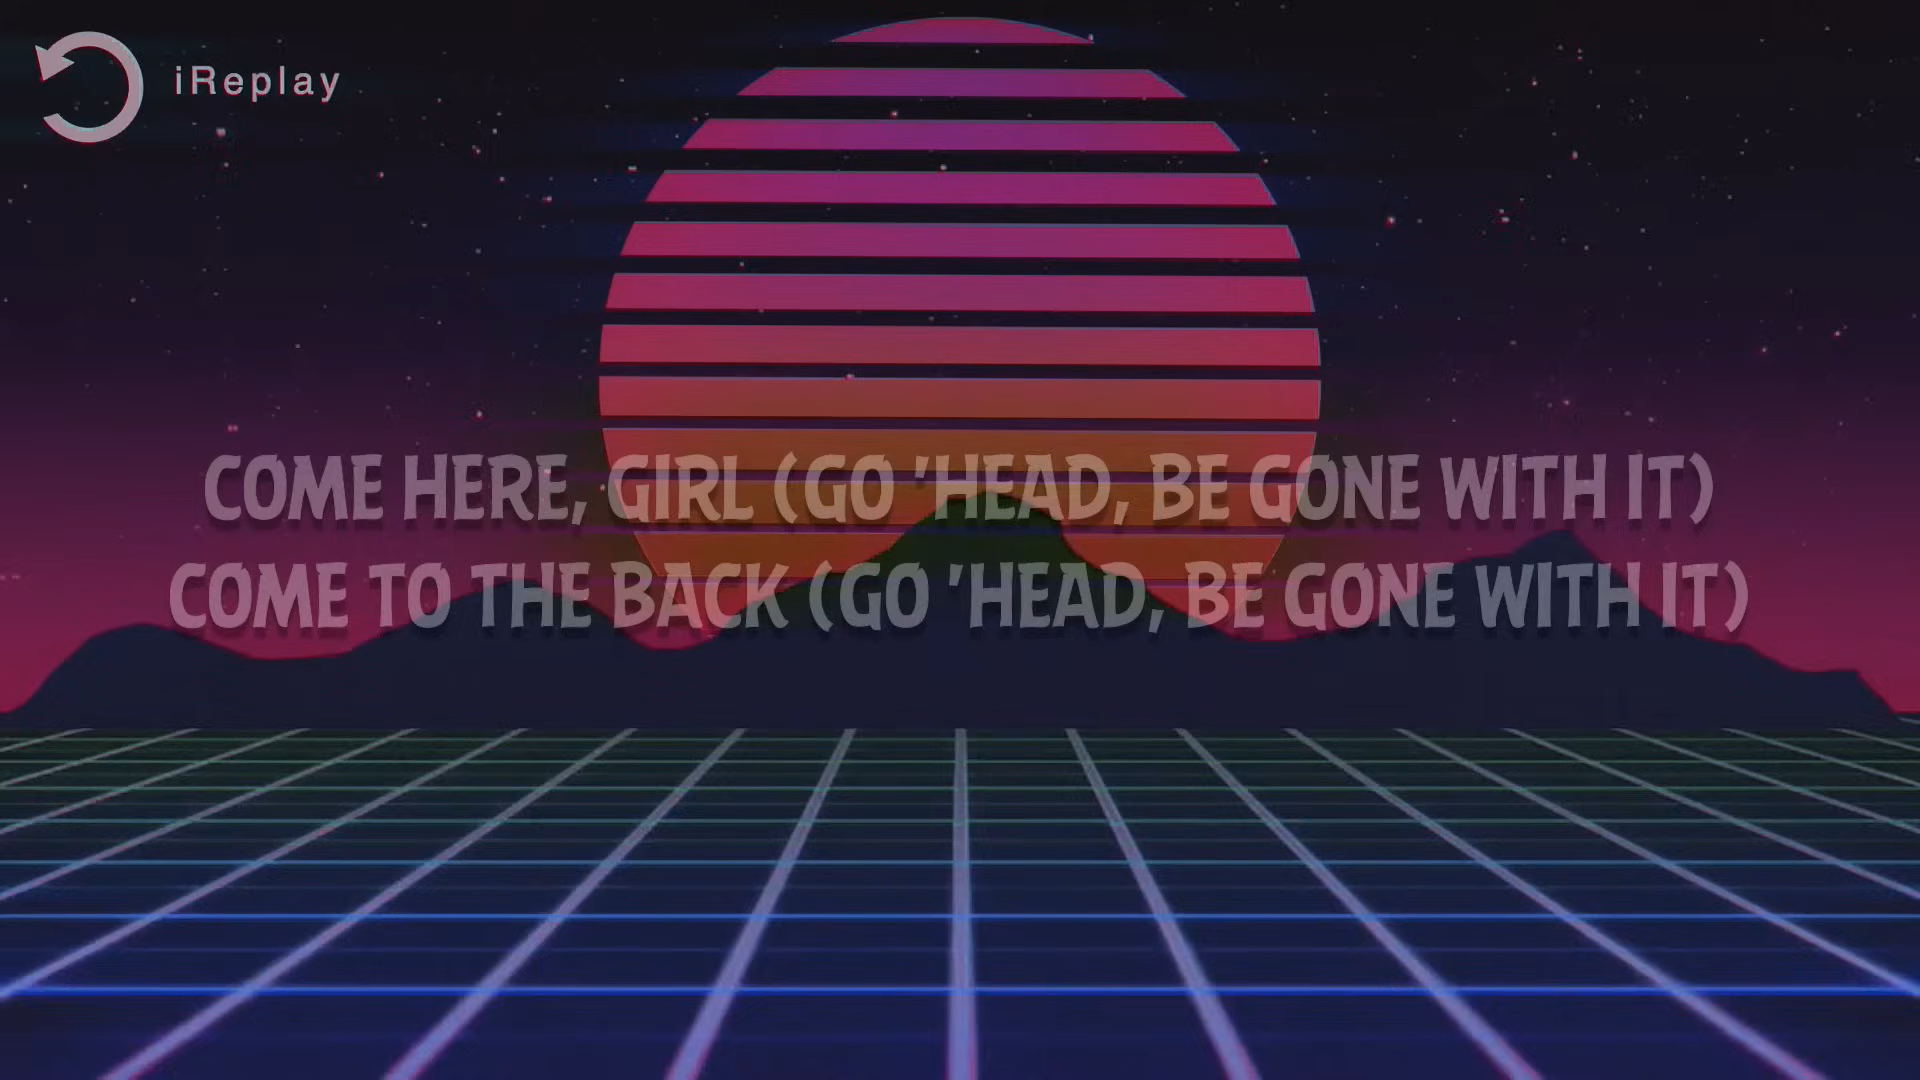 iReplay
COME HERE, GIRL (GO 'HEAD, BE GONE WITH IT)
COME TO THE BACK (GO 'HEAD, BE GONE WITH IT)